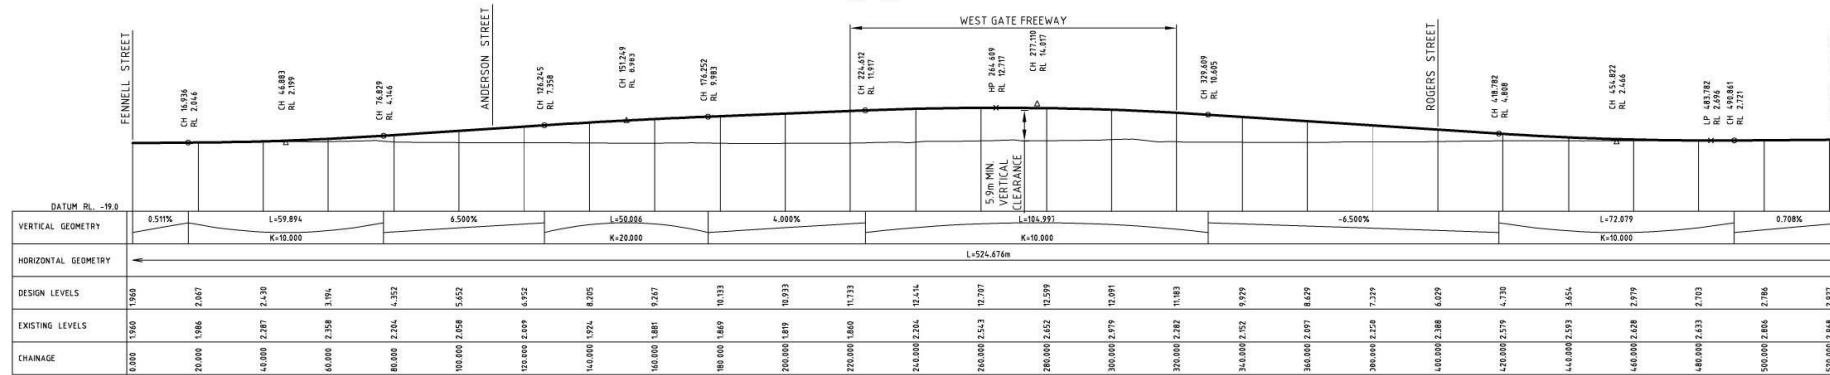 WEST GATE FREEWAY
FENNELL STREET
CH 16.936
RL 2.046
CH 46.883
RL 2.199
CH 76.829
RL 4.146
ANDERSON STREET
CH 126.245
RL 7.358
CH 151.249
RL 8.983
CH 176.252
RL 9.983
CH 224.612
RL 11.917
HP 264.609
RL 12.717
CH 277.110
RL 14.017
CH 329.609
RL 10.605
ROGERS STREET
CH 418.782
RL 4.808
CH 454.822
RL 2.466
LP 483.782
RL 2.696
CH 490.861
RL 2.721
5.9m MIN.
VERTICAL
CLEARANCE
DATUM RL. -19.0
VERTICAL GEOMETRY
0.511% L=59.894 6.500% L=50.006 4.000% L=104.997 -6.500% L=72.079 0.708%
K=10.000 K=20.000 K=10.000 K=10.000
HORIZONTAL GEOMETRY
L=524.676m
DESIGN LEVELS 1.960 2.067 2.430 3.194 4.352 5.652 6.952 8.205 9.267 10.133 10.933 11.733 12.414 12.707 12.599 12.091 11.183 9.929 8.629 7.329 6.029 4.730 3.654 2.979 2.703 2.786
EXISTING LEVELS 1.960 1.986 2.287 2.358 2.204 2.058 2.009 1.924 1.881 1.869 1.819 1.860 2.204 2.543 2.652 2.979 2.282 2.152 2.097 2.250 2.388 2.579 2.593 2.628 2.633 2.806
CHAINAGE 0.000 20.000 40.000 60.000 80.000 100.000 120.000 140.000 160.000 180.000 200.000 220.000 240.000 260.000 280.000 300.000 320.000 340.000 360.000 380.000 400.000 420.000 440.000 460.000 480.000 500.000